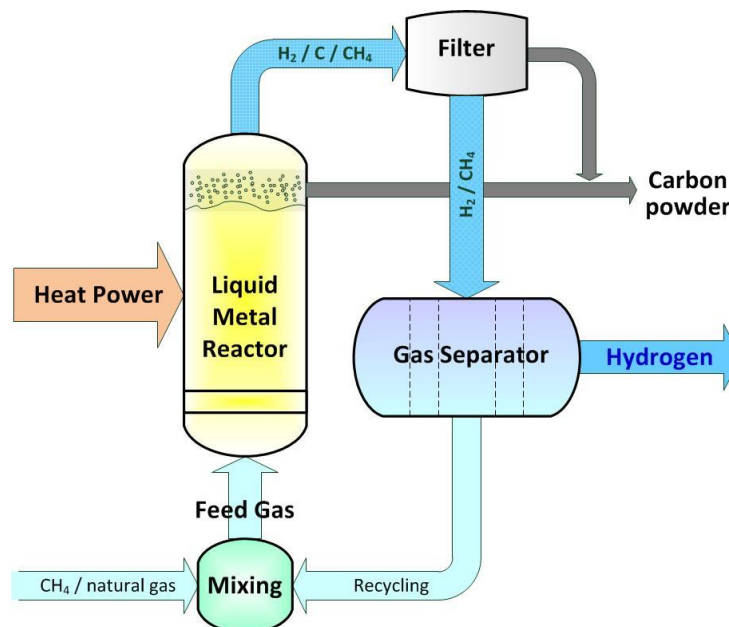 H₂ / C / CH₄
Filter
H₂ / CH₄
Carbon
powder
Heat Power
Liquid
Metal
Reactor
Gas Separator
Hydrogen
Feed Gas
CH₄ / natural gas
Mixing
Recycling